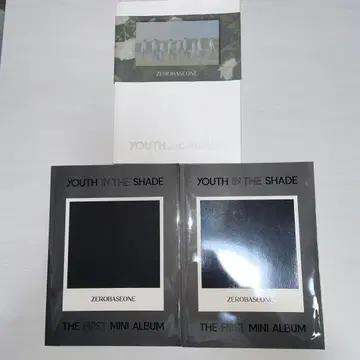 ZEROBASEONE
YOUTH IN THE SHADE
YOUTH IN THE SHADE
ZEROBASEONE
THE FIRST MINI ALBUM
YOUTH IN THE SHADE
ZEROBASEONE
THE FIRST MINI ALBUM